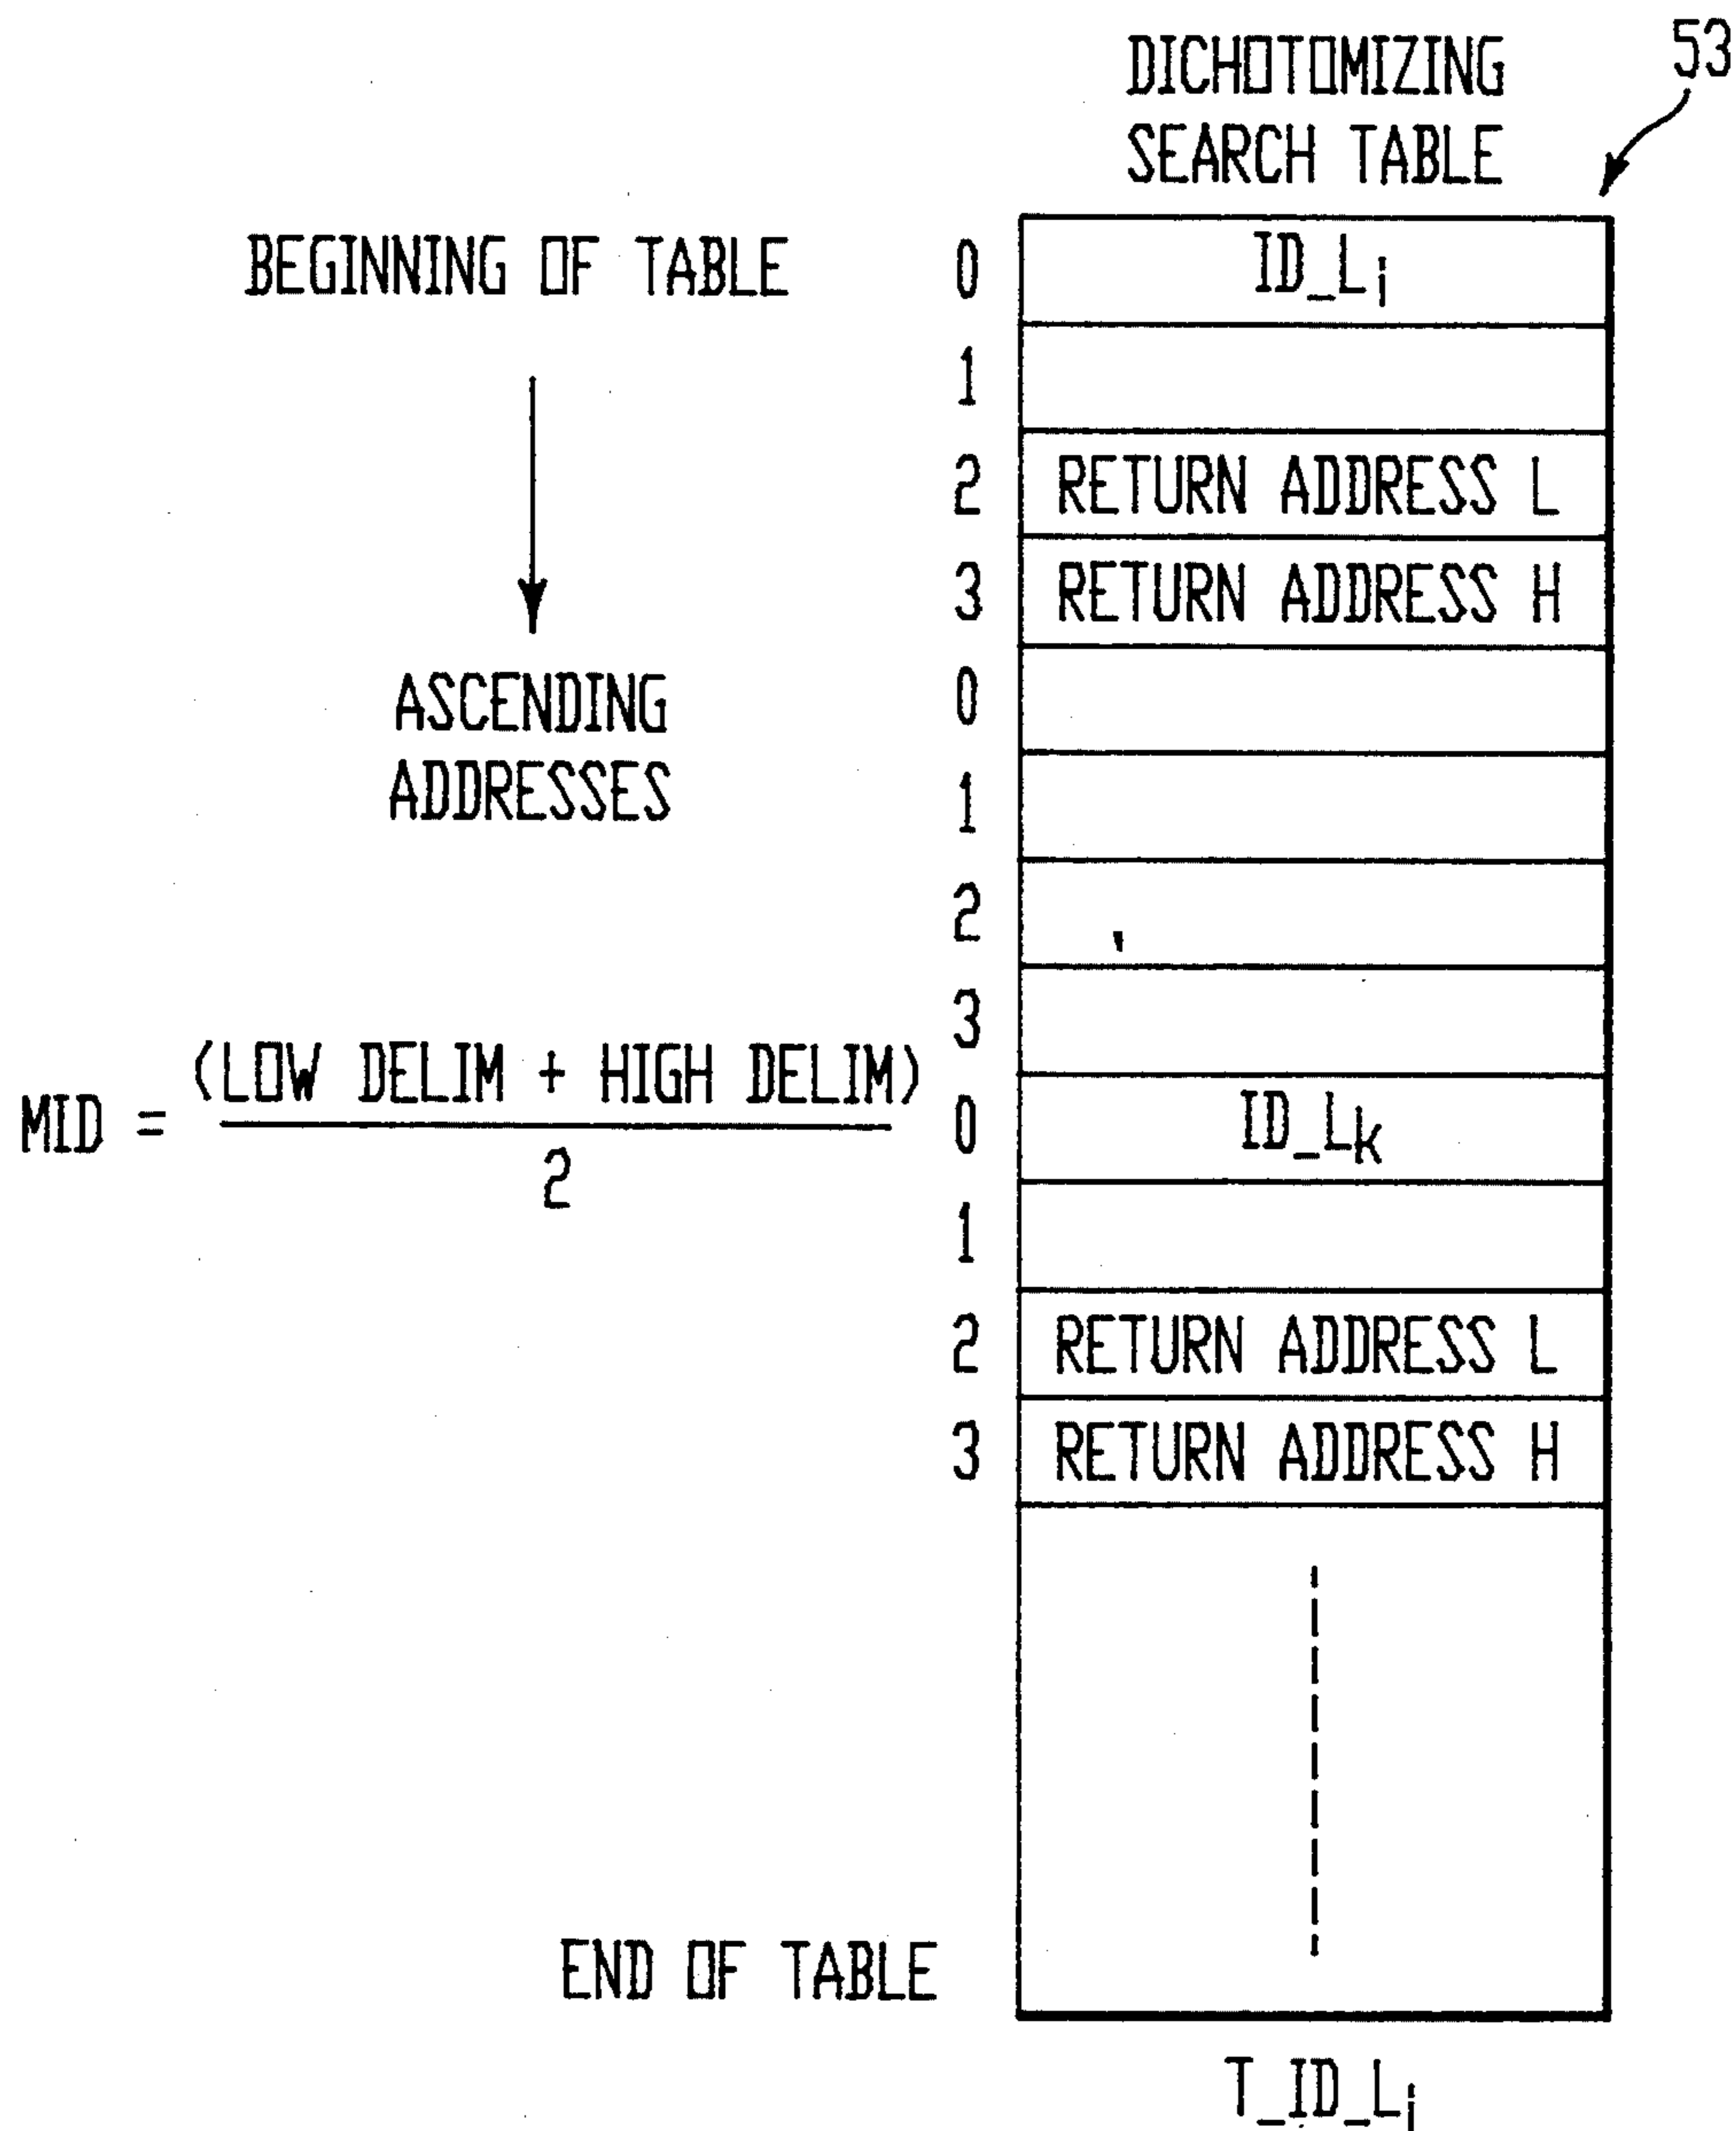 DICHOTOMIZING
SEARCH TABLE
53
BEGINNING OF TABLE
0 ID_Li
1
2 RETURN ADDRESS L
3 RETURN ADDRESS H
ASCENDING
ADDRESSES
0
1
2
3
MID = (LOW DELIM + HIGH DELIM)
2
0 ID_Lk
1
2 RETURN ADDRESS L
3 RETURN ADDRESS H
END OF TABLE
T_ID_Li